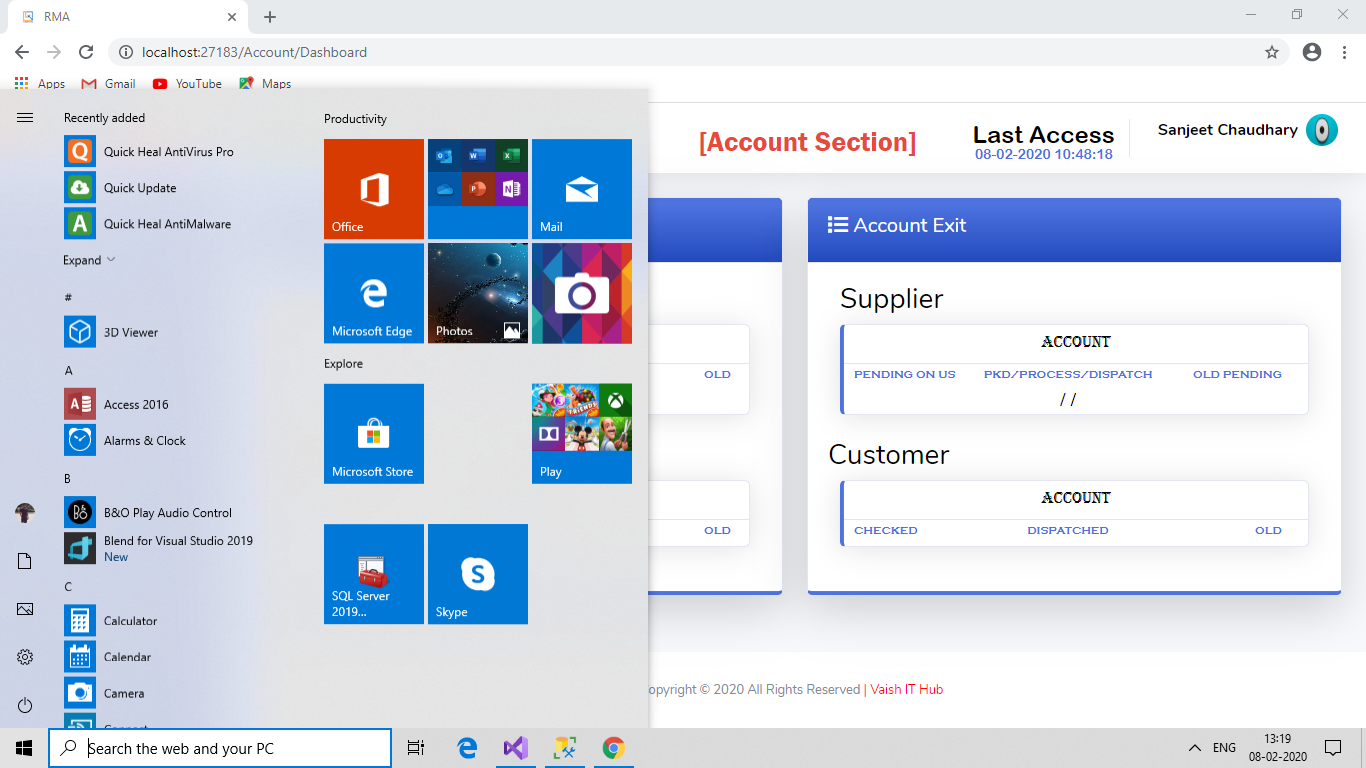 RMA
localhost:27183/Account/Dashboard
Apps Gmail YouTube Maps
Recently added
Quick Heal AntiVirus Pro
Quick Update
Quick Heal AntiMalware
Expand
#
3D Viewer
A
Access 2016
Alarms & Clock
B
B&O Play Audio Control
Blend for Visual Studio 2019
New
C
Calculator
Calendar
Camera
Productivity
Office
Mail
Microsoft Edge
Photos
Explore
Microsoft Store
Play
SQL Server
2019...
Skype
[Account Section]
Last Access
08-02-2020 10:48:18
Sanjeet Chaudhary
OLD
OLD
Account Exit
Supplier
ACCOUNT
PENDING ON US PKD/PROCESS/DISPATCH OLD PENDING
/ /
Customer
ACCOUNT
CHECKED DISPATCHED OLD
opyright © 2020 All Rights Reserved | Vaish IT Hub
Search the web and your PC
ENG
13:19
08-02-2020